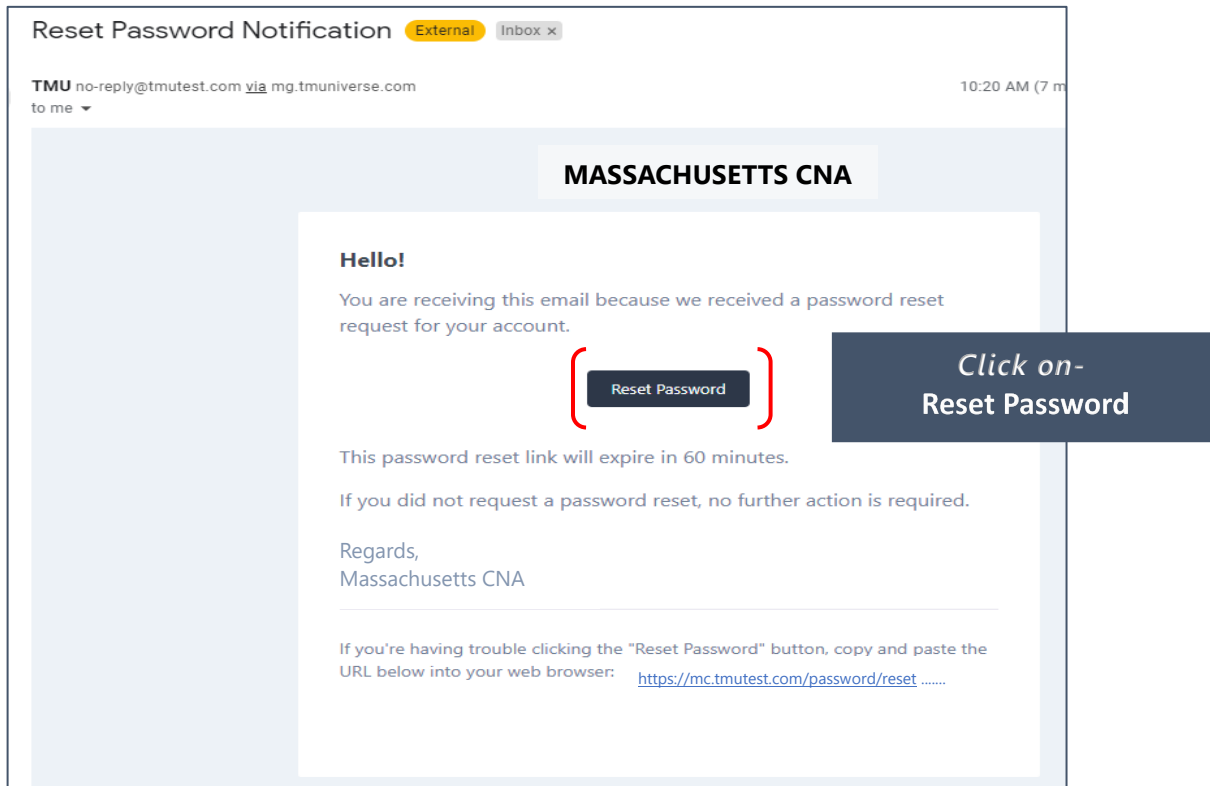 Reset Password Notification External Inbox x
TMU no-reply@tmutest.com via mg.tmuniverse.com 10:20 AM (7 m
to me
MASSACHUSETTS CNA
Hello!
You are receiving this email because we received a password reset
request for your account.
Reset Password
Click on-
Reset Password
This password reset link will expire in 60 minutes.
If you did not request a password reset, no further action is required.
Regards,
Massachusetts CNA
If you're having trouble clicking the "Reset Password" button, copy and paste the
URL below into your web browser: https://mc.tmutest.com/password/reset .......